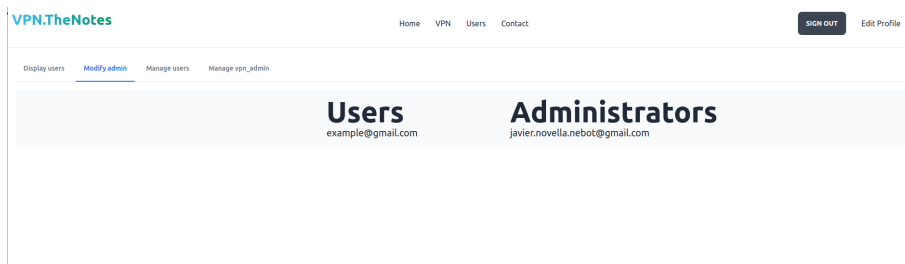 VPN.TheNotes
Home VPN Users Contact
SIGN OUT Edit Profile
Display users Modify admin Manage users Manage vpn_admin
Users Administrators
example@gmail.com javier.novella.nebot@gmail.com